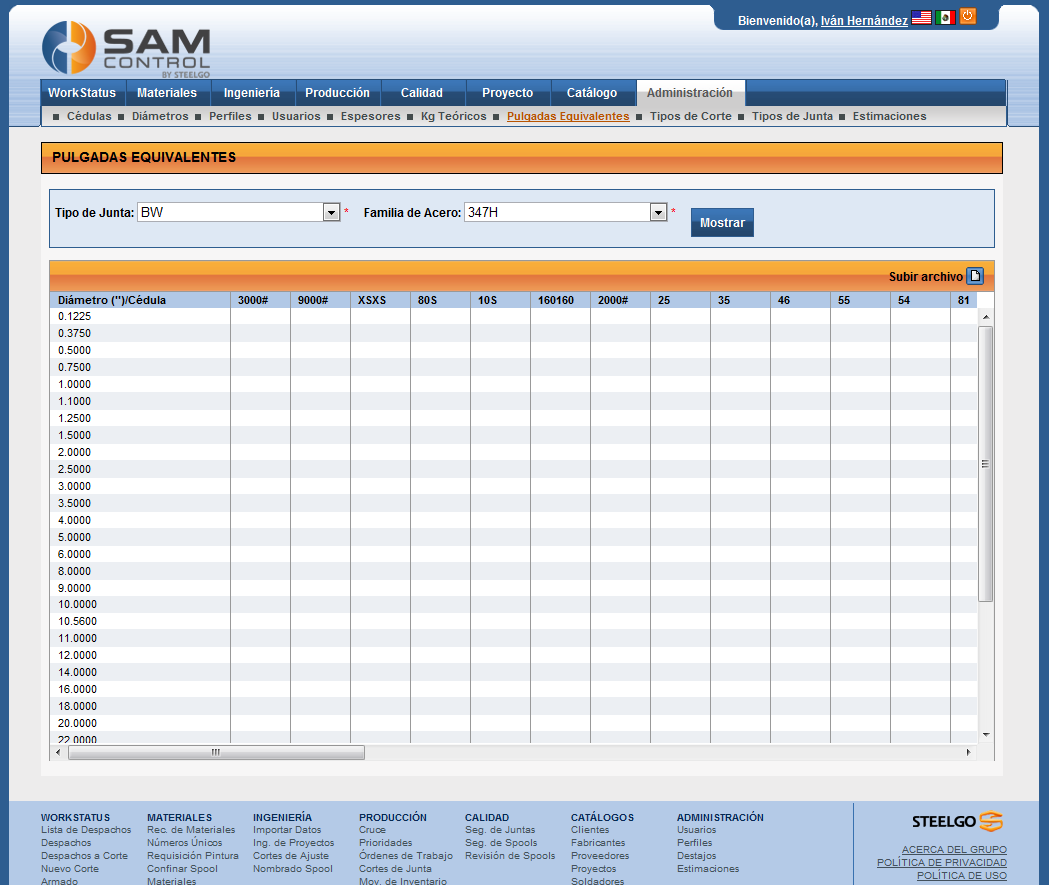 Bienvenido(a), Iván Hernández
SAM
CONTROL
BY STEELGO
WorkStatus Materiales Ingeniería Producción Calidad Proyecto Catálogo Administración
Cédulas Diámetros Perfiles Usuarios Espesores Kg Teóricos Pulgadas Equivalentes Tipos de Corte Tipos de Junta Estimaciones
PULGADAS EQUIVALENTES
Tipo de Junta: BW * Familia de Acero: 347H * Mostrar
Subir archivo
Diámetro (")/Cédula 3000# 9000# XSXS 80S 10S 160160 2000# 25 35 46 55 54 81
0.1225
0.3750
0.5000
0.7500
1.0000
1.1000
1.2500
1.5000
2.0000
2.5000
3.0000
3.5000
4.0000
5.0000
6.0000
8.0000
9.0000
10.0000
10.5600
11.0000
12.0000
14.0000
16.0000
18.0000
20.0000
22.0000
WORKSTATUS MATERIALES INGENIERÍA PRODUCCIÓN CALIDAD CATÁLOGOS ADMINISTRACIÓN
Lista de Despachos Rec. de Materiales Importar Datos Cruce Seg. de Juntas Clientes Usuarios
Despachos Números Únicos Ing. de Proyectos Prioridades Seg. de Spools Fabricantes Perfiles
Despachos a Corte Requisición Pintura Cortes de Ajuste Órdenes de Trabajo Revisión de Spools Proveedores Destajos
Nuevo Corte Confinar Spool Nombrado Spool Cortes de Junta Proyectos Estimaciones
Armado Materiales Mov. de Inventario Soldadores
STEELGO
ACERCA DEL GRUPO
POLÍTICA DE PRIVACIDAD
POLÍTICA DE USO